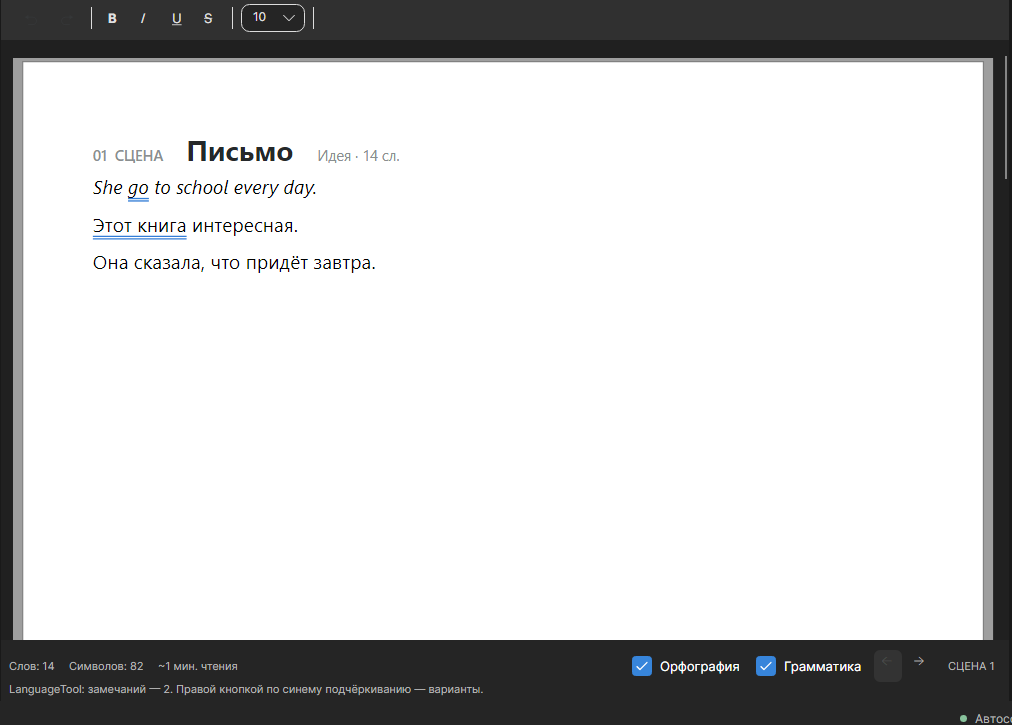 B I U S 10
01 СЦЕНА Письмо Идея · 14 сл.
She go to school every day.
Этот книга интересная.
Она сказала, что придёт завтра.
Слов: 14 Символов: 82 ~1 мин. чтения
Орфография Грамматика ← → СЦЕНА 1
LanguageTool: замечаний — 2. Правой кнопкой по синему подчёркиванию — варианты.